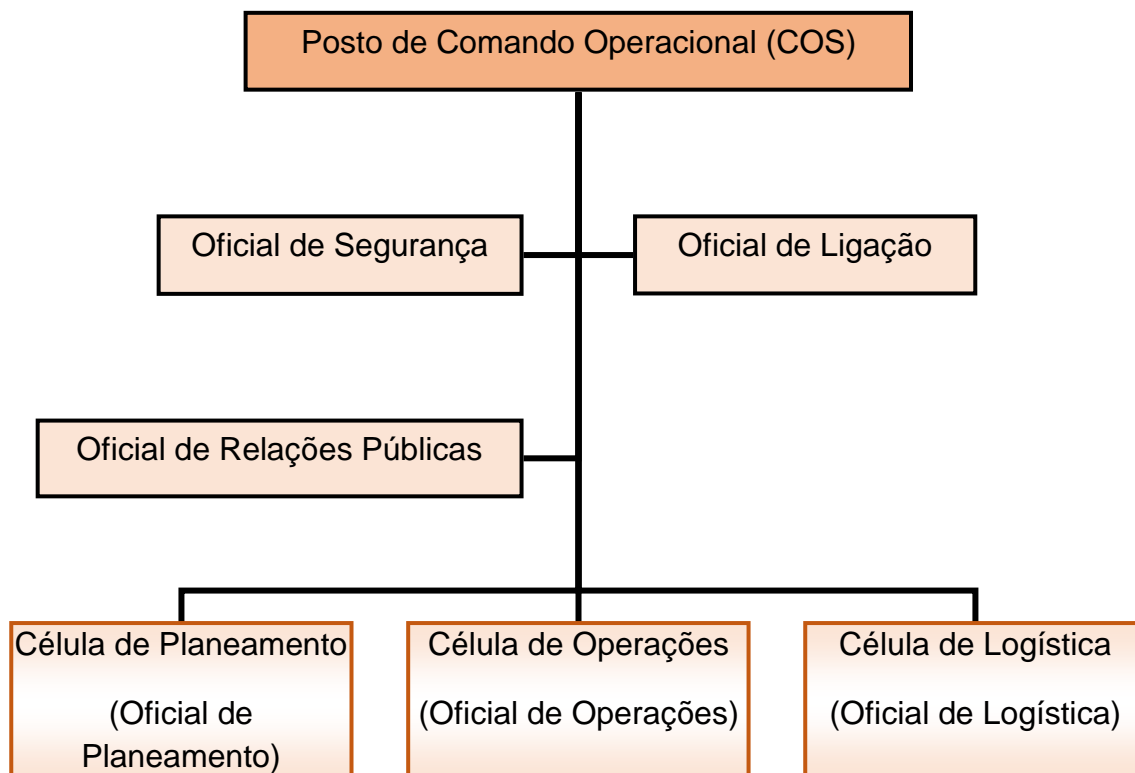 Posto de Comando Operacional (COS)
Oficial de Segurança
Oficial de Ligação
Oficial de Relações Públicas
Célula de Planeamento
(Oficial de
Planeamento)
Célula de Operações
(Oficial de Operações)
Célula de Logística
(Oficial de Logística)